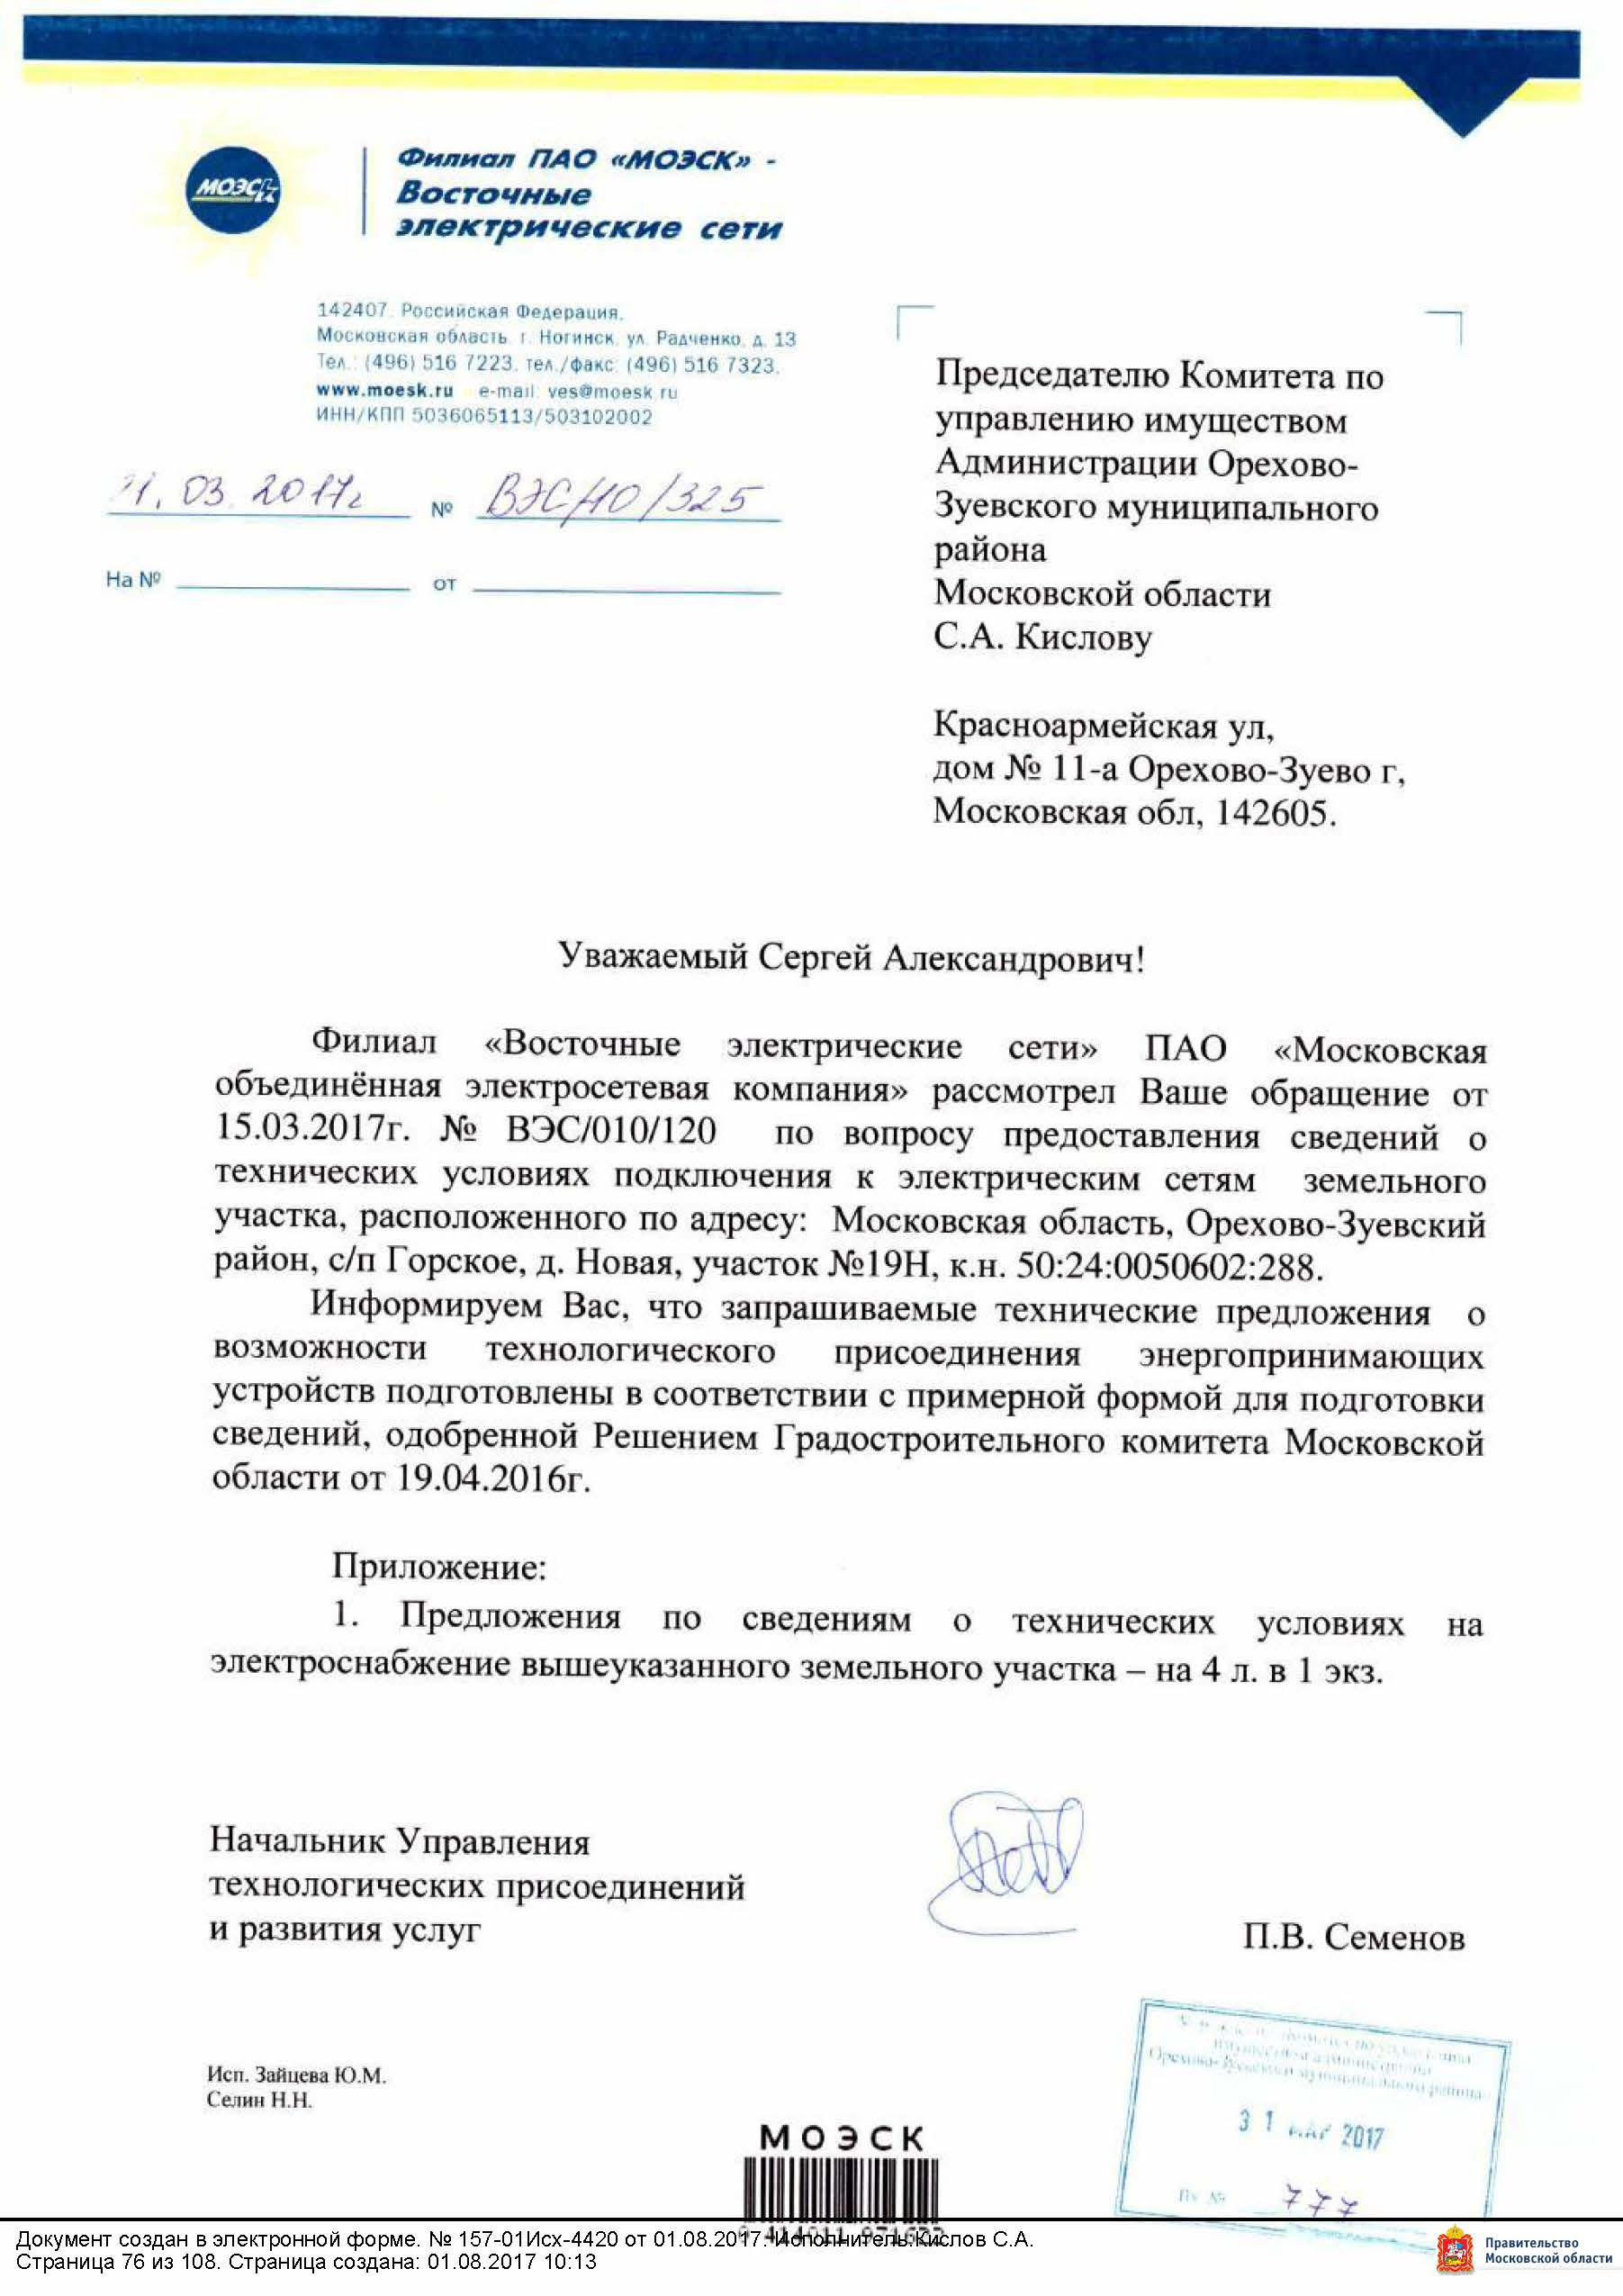 МОЭСК
Филиал ПАО «МОЭСК» -
Восточные
электрические сети
142407. Российская Федерация,
Московская область, г. Ногинск, ул. Радченко, д. 13
Тел.: (496) 516 7223, тел./факс: (496) 516 7323,
www.moesk.ru e-mail: ves@moesk.ru
ИНН/КПП 5036065113/503102002
03. 2017г № ВЭС/10/325
На № от
Председателю Комитета по
управлению имуществом
Администрации Орехово-
Зуевского муниципального
района
Московской области
С.А. Кислову
Красноармейская ул,
дом № 11-а Орехово-Зуево г,
Московская обл, 142605.
Уважаемый Сергей Александрович!
Филиал «Восточные электрические сети» ПАО «Московская
объединённая электросетевая компания» рассмотрел Ваше обращение от
15.03.2017г. № ВЭС/010/120 по вопросу предоставления сведений о
технических условиях подключения к электрическим сетям земельного
участка, расположенного по адресу: Московская область, Орехово-Зуевский
район, с/п Горское, д. Новая, участок №19Н, к.н. 50:24:0050602:288.
Информируем Вас, что запрашиваемые технические предложения о
возможности технологического присоединения энергопринимающих
устройств подготовлены в соответствии с примерной формой для подготовки
сведений, одобренной Решением Градостроительного комитета Московской
области от 19.04.2016г.
Приложение:
1. Предложения по сведениям о технических условиях на
электроснабжение вышеуказанного земельного участка – на 4 л. в 1 экз.
Начальник Управления
технологических присоединений
и развития услуг
П.В. Семенов
Исп. Зайцева Ю.М.
Селин Н.Н.
МОЭСК
Орехово-Зуевского муниципального района
31 МАР 2017
Вх. № 777
Документ создан в электронной форме. № 157-01Исх-4420 от 01.08.2017. Исполнитель:Кислов С.А.
Страница 76 из 108. Страница создана: 01.08.2017 10:13
Правительство
Московской области